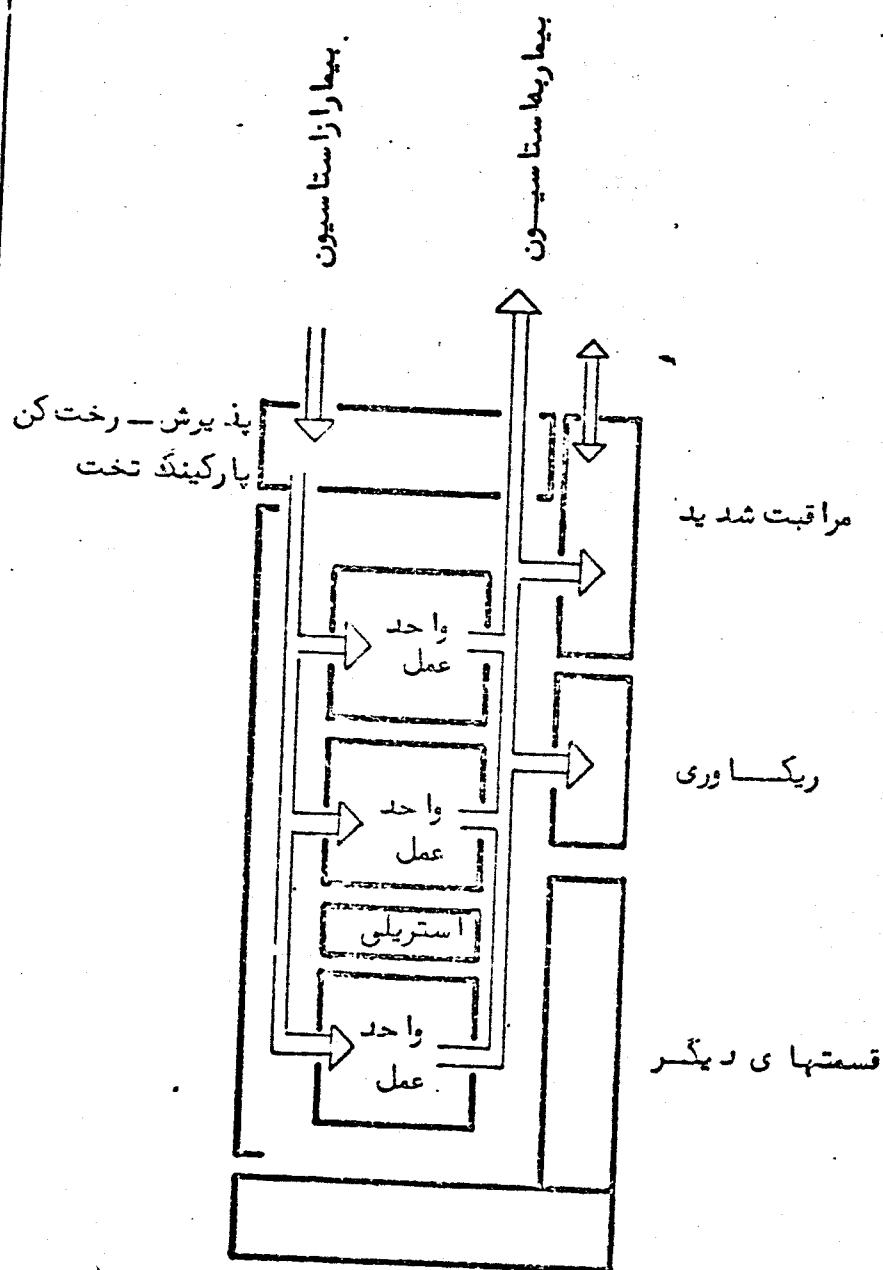 بیمار از استاسیون
بیمار به استاسیون
پذیرش – رخت کن
پارکینگ تخت
مراقبت شدید
واحد
عمل
ریکاوری
واحد
عمل
استریلی
واحد
عمل
قسمتهای دیگر